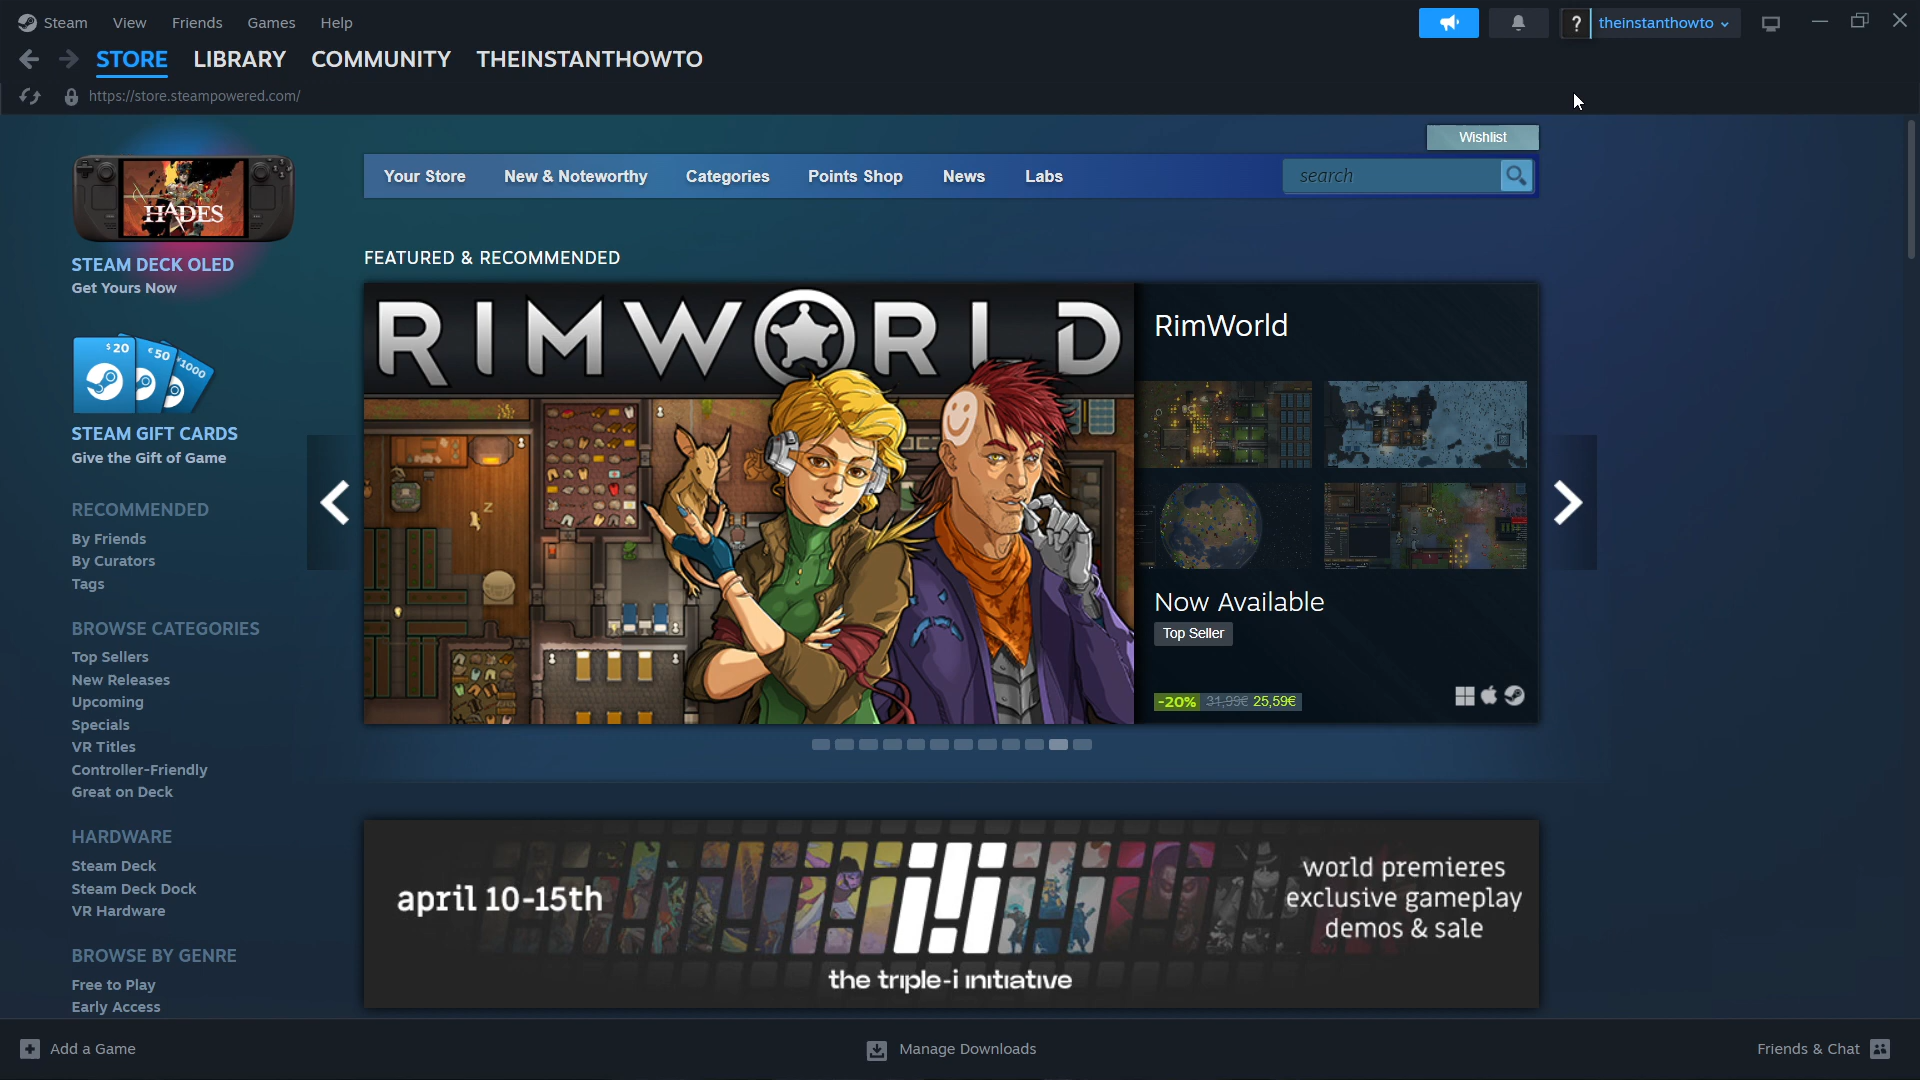 Steam View Friends Games Help
? theinstanthowto
STORE LIBRARY COMMUNITY THEINSTANTHOWTO
https://store.steampowered.com/
Wishlist
Your Store New & Noteworthy Categories Points Shop News Labs
search
HADES
STEAM DECK OLED
Get Yours Now
$20 €50 ¥1000
STEAM GIFT CARDS
Give the Gift of Game
RECOMMENDED
By Friends
By Curators
Tags
BROWSE CATEGORIES
Top Sellers
New Releases
Upcoming
Specials
VR Titles
Controller-Friendly
Great on Deck
HARDWARE
Steam Deck
Steam Deck Dock
VR Hardware
BROWSE BY GENRE
Free to Play
Early Access
FEATURED & RECOMMENDED
RIMWORLD
RimWorld
Now Available
Top Seller
-20% 31,99€ 25,59€
april 10-15th
the triple-i initiative
world premieres
exclusive gameplay
demos & sale
Add a Game
Manage Downloads
Friends & Chat